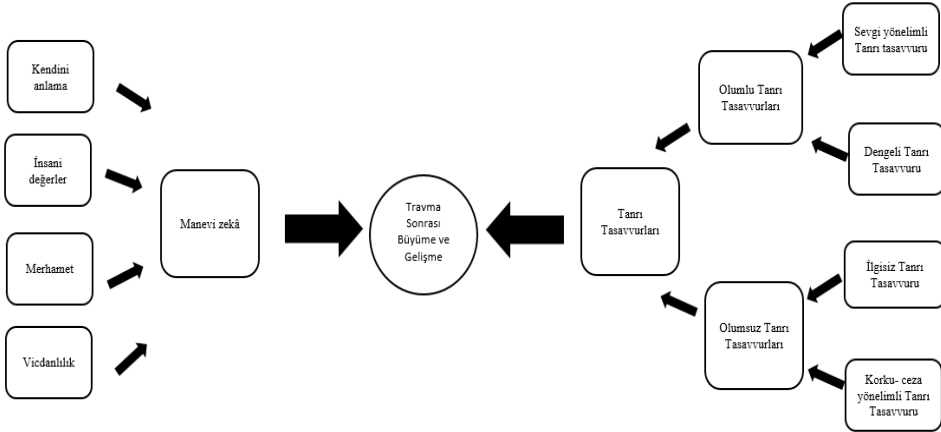 Kendini
anlama
İnsani
değerler
Merhamet
Vicdanlılık
Manevi zekâ
Travma
Sonrası
Büyüme ve
Gelişme
Tanrı
Tasavvurları
Olumlu Tanrı
Tasavvurları
Olumsuz Tanrı
Tasavvurları
Sevgi yönelimli
Tanrı tasavvuru
Dengeli Tanrı
Tasavvuru
İlgisiz Tanrı
Tasavvuru
Korku- ceza
yönelimli Tanrı
Tasavvuru